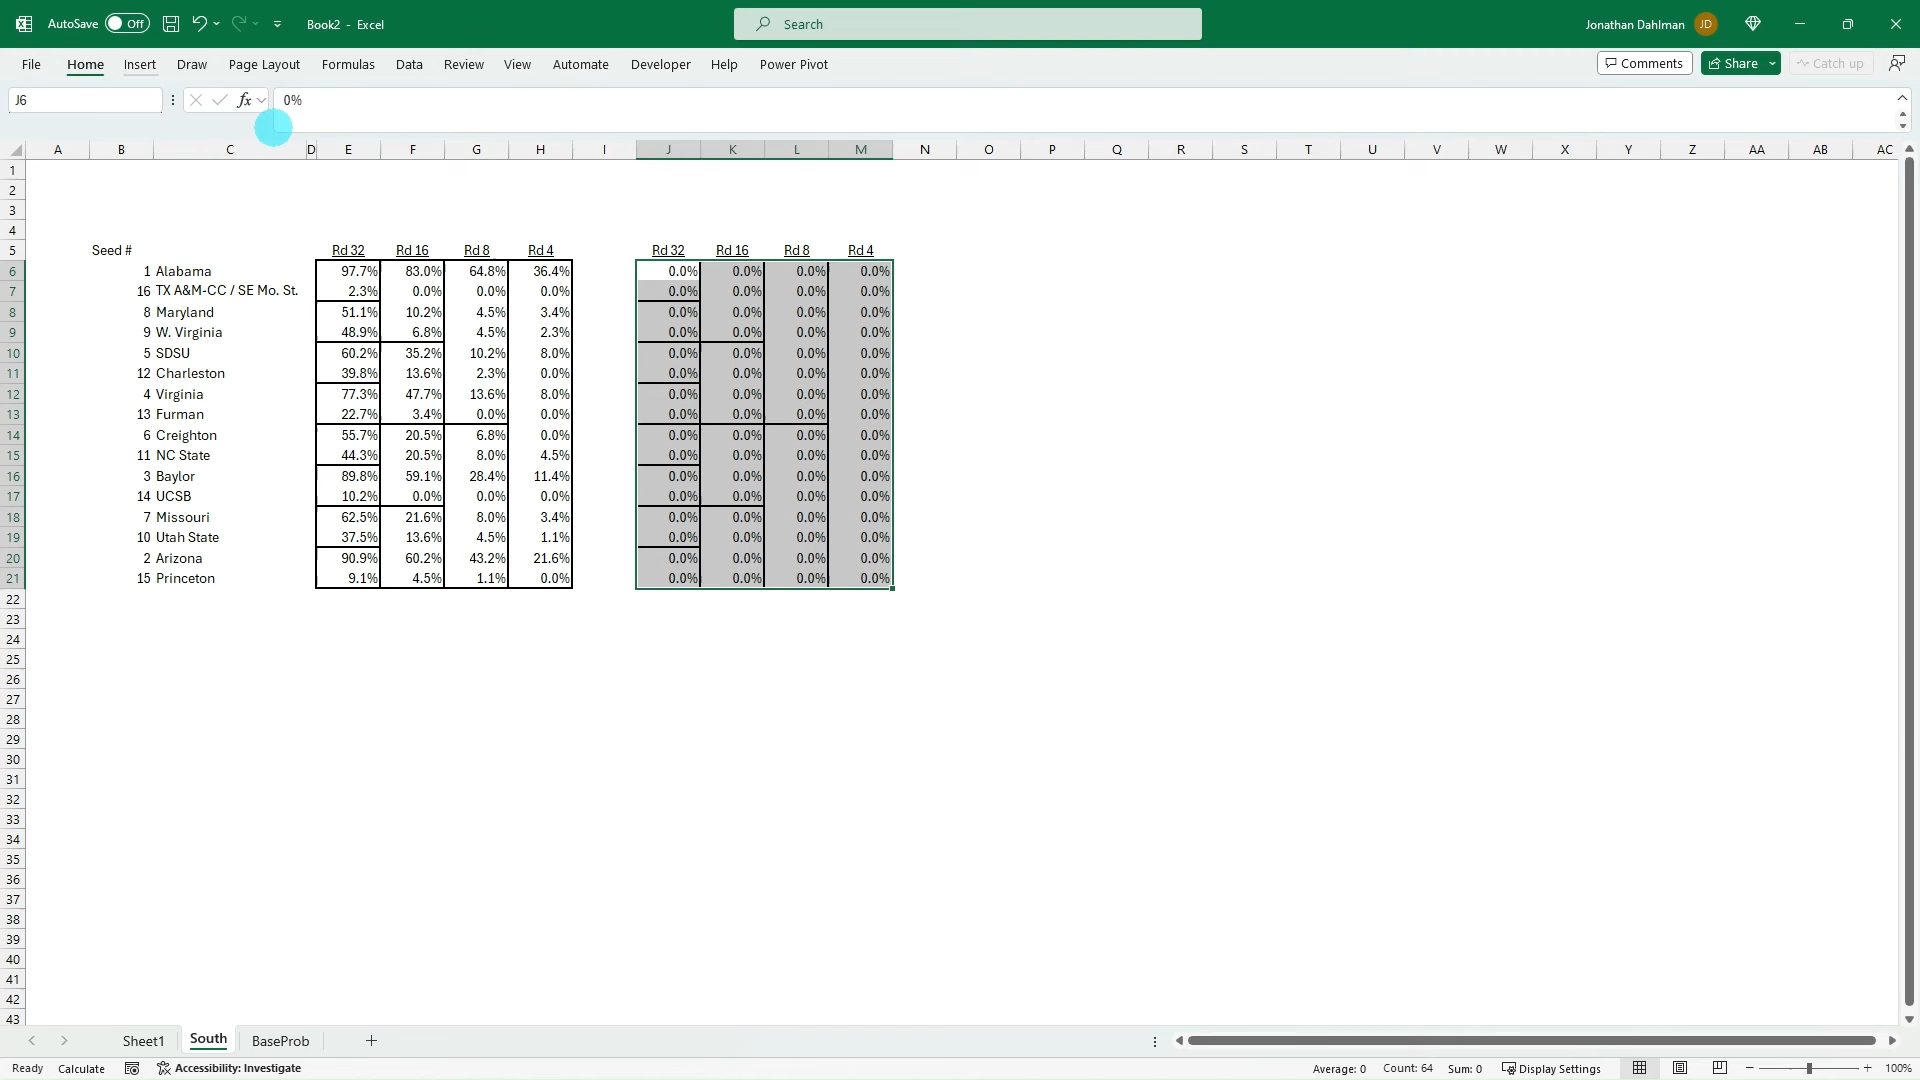 AutoSave Off Book2 - Excel Search Jonathan Dahlman JD
File Home Insert Draw Page Layout Formulas Data Review View Automate Developer Help Power Pivot Comments Share Catch up
J6 fx 0%
A B C D E F G H I J K L M N O P Q R S T U V W X Y Z AA AB AC
1
2
3
4
5 Seed # Rd 32 Rd 16 Rd 8 Rd 4 Rd 32 Rd 16 Rd 8 Rd 4
6 1 Alabama 97.7% 83.0% 64.8% 36.4% 0.0% 0.0% 0.0% 0.0%
7 16 TX A&M-CC / SE Mo. St. 2.3% 0.0% 0.0% 0.0% 0.0% 0.0% 0.0% 0.0%
8 8 Maryland 51.1% 10.2% 4.5% 3.4% 0.0% 0.0% 0.0% 0.0%
9 9 W. Virginia 48.9% 6.8% 4.5% 2.3% 0.0% 0.0% 0.0% 0.0%
10 5 SDSU 60.2% 35.2% 10.2% 8.0% 0.0% 0.0% 0.0% 0.0%
11 12 Charleston 39.8% 13.6% 2.3% 0.0% 0.0% 0.0% 0.0% 0.0%
12 4 Virginia 77.3% 47.7% 13.6% 8.0% 0.0% 0.0% 0.0% 0.0%
13 13 Furman 22.7% 3.4% 0.0% 0.0% 0.0% 0.0% 0.0% 0.0%
14 6 Creighton 55.7% 20.5% 6.8% 0.0% 0.0% 0.0% 0.0% 0.0%
15 11 NC State 44.3% 20.5% 8.0% 4.5% 0.0% 0.0% 0.0% 0.0%
16 3 Baylor 89.8% 59.1% 28.4% 11.4% 0.0% 0.0% 0.0% 0.0%
17 14 UCSB 10.2% 0.0% 0.0% 0.0% 0.0% 0.0% 0.0% 0.0%
18 7 Missouri 62.5% 21.6% 8.0% 3.4% 0.0% 0.0% 0.0% 0.0%
19 10 Utah State 37.5% 13.6% 4.5% 1.1% 0.0% 0.0% 0.0% 0.0%
20 2 Arizona 90.9% 60.2% 43.2% 21.6% 0.0% 0.0% 0.0% 0.0%
21 15 Princeton 9.1% 4.5% 1.1% 0.0% 0.0% 0.0% 0.0% 0.0%
22
23
24
25
26
27
28
29
30
31
32
33
34
35
36
37
38
39
40
41
42
43
Sheet1 South BaseProb
Ready Calculate Accessibility: Investigate Average: 0 Count: 64 Sum: 0 Display Settings 100%